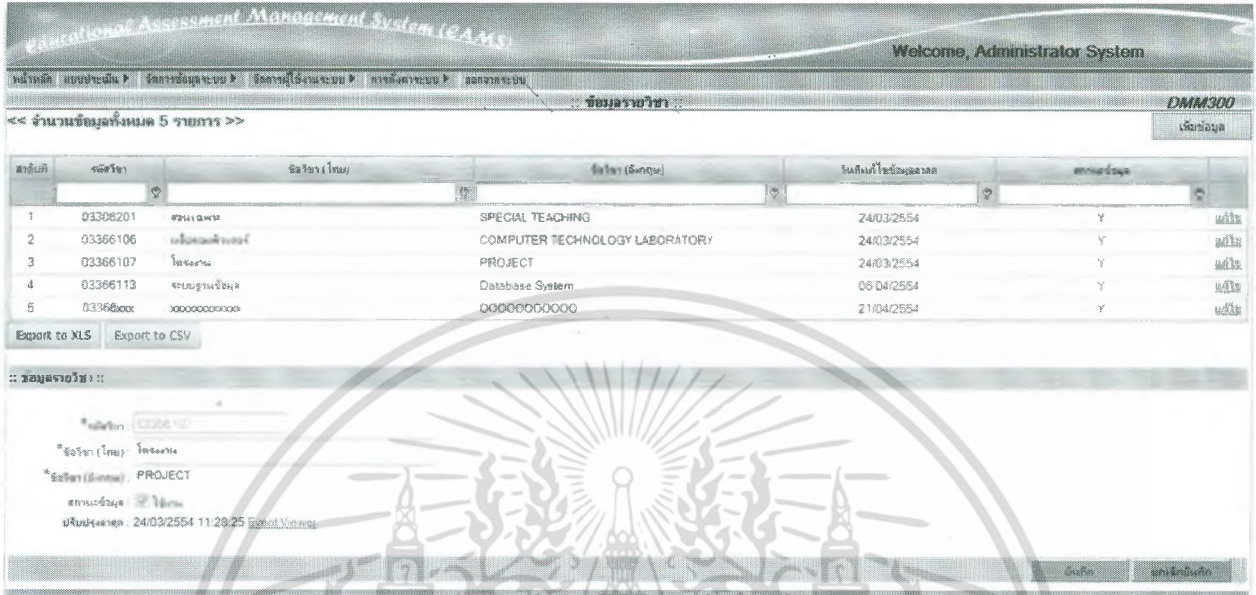 Educational Assessment Management System (EAMS)
Welcome, Administrator System
หน้าหลัก แบบประเมิน จัดการข้อมูลระบบ จัดการผู้ใช้งานระบบ การตั้งค่าระบบ ออกจากระบบ
:: ข้อมูลรายวิชา ::
DMM300
<< จำนวนข้อมูลทั้งหมด 5 รายการ >>
เพิ่มข้อมูล
ลำดับที่ รหัสวิชา ชื่อวิชา (ไทย) ชื่อวิชา (อังกฤษ) วันที่แก้ไขข้อมูลล่าสุด สถานะข้อมูล
1 03306201 SPECIAL TEACHING 24/03/2554 Y แก้ไข
2 03366106 COMPUTER TECHNOLOGY LABORATORY 24/03/2554 Y แก้ไข
3 03366107 โครงงาน PROJECT 24/03/2554 Y แก้ไข
4 03366113 ระบบฐานข้อมูล Database System 06/04/2554 Y แก้ไข
5 03366xxx xxxxxxxxxxxx OOOOOOOOOOO 21/04/2554 Y แก้ไข
Export to XLS Export to CSV
:: ข้อมูลรายวิชา ::
*รหัสวิชา : 03366107
*ชื่อวิชา (ไทย) : โครงงาน
*ชื่อวิชา (อังกฤษ) : PROJECT
สถานะข้อมูล : ใช้งาน
ปรับปรุงล่าสุด : 24/03/2554 11:28:25 Event Viewer
บันทึก ยกเลิกบันทึก